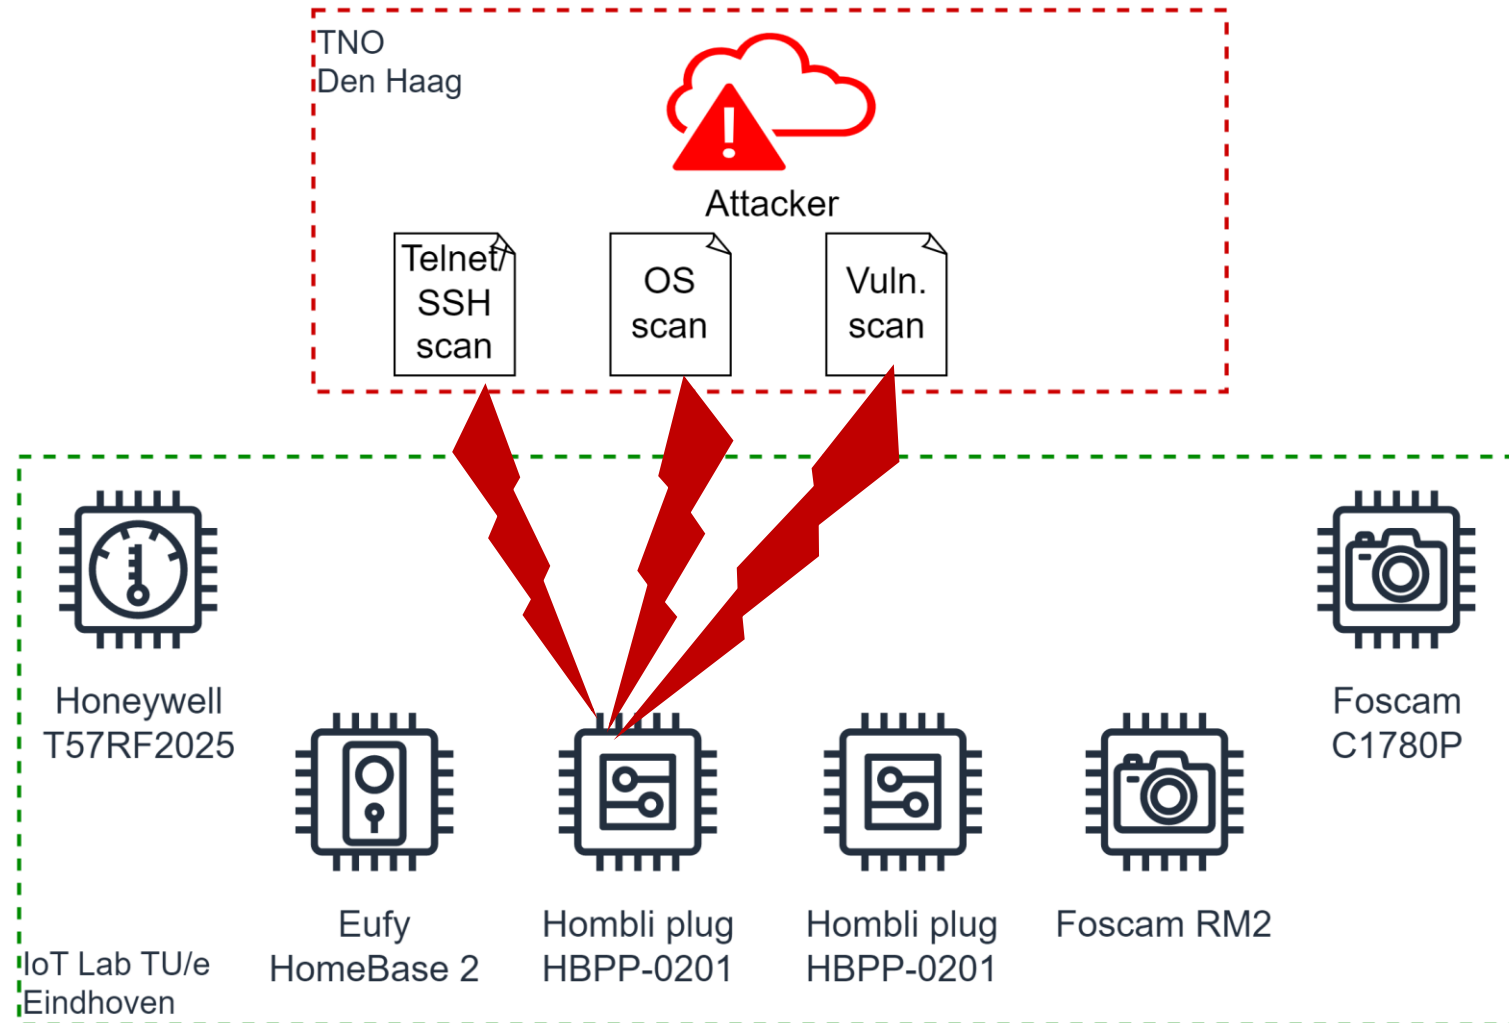 TNO
Den Haag
Attacker
Telnet/
SSH
scan
OS
scan
Vuln.
scan
Honeywell
T57RF2025
Foscam
C1780P
Eufy
HomeBase 2
Hombli plug
HBPP-0201
Hombli plug
HBPP-0201
Foscam RM2
IoT Lab TU/e
Eindhoven